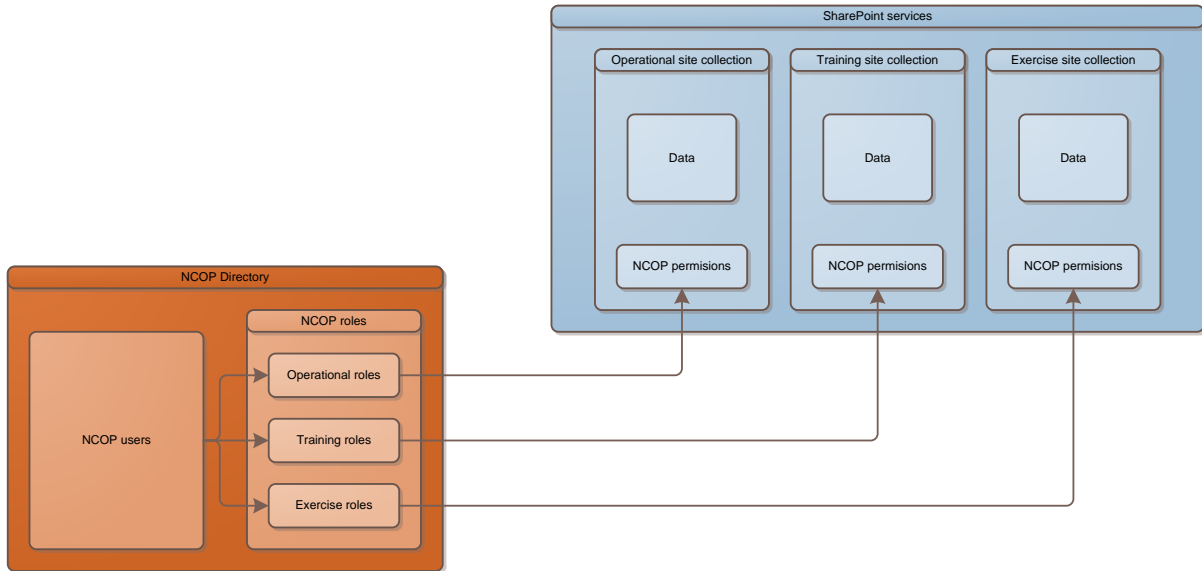 SharePoint services
Operational site collection
Training site collection
Exercise site collection
Data
Data
Data
NCOP permisions
NCOP permisions
NCOP permisions
NCOP Directory
NCOP roles
Operational roles
NCOP users
Training roles
Exercise roles